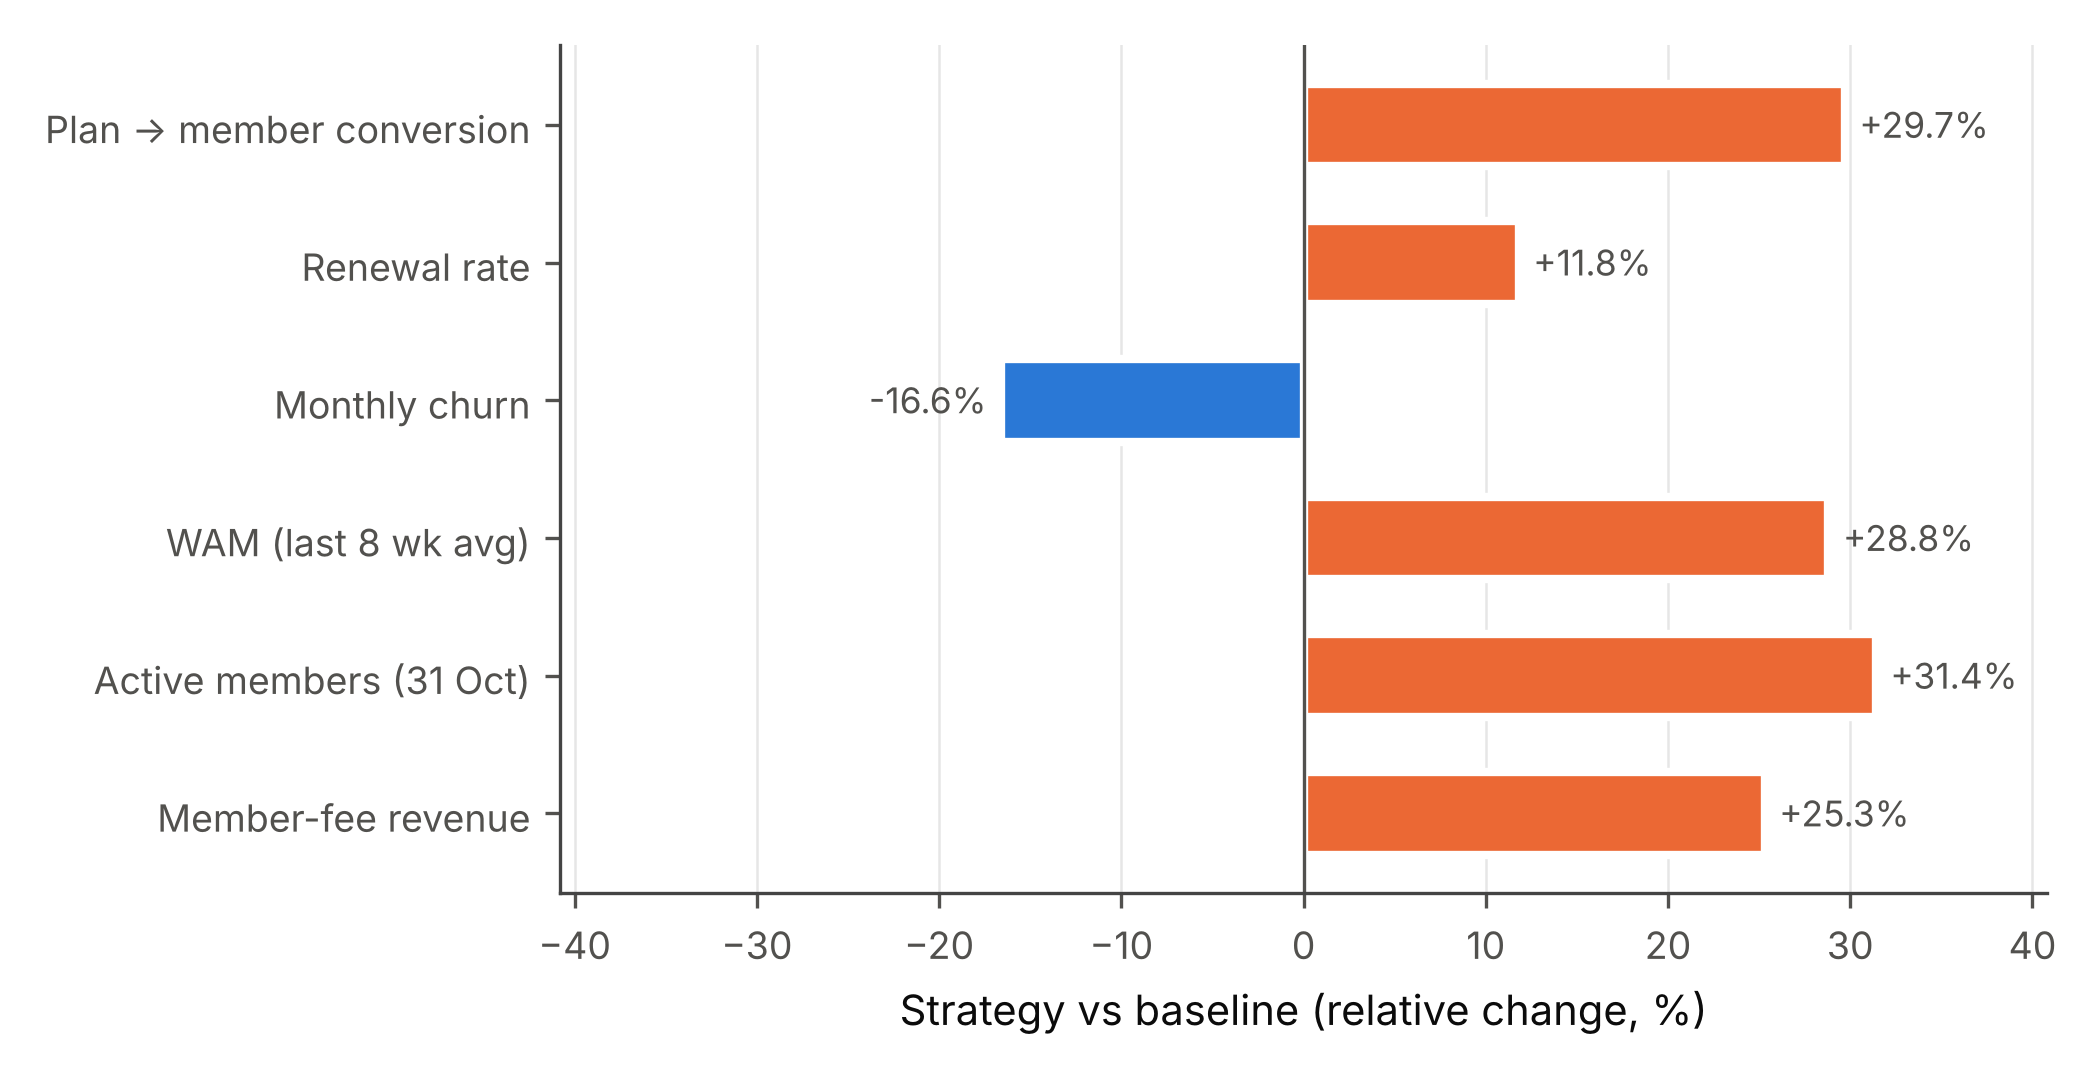 Plan → member conversion
+29.7%
Renewal rate
+11.8%
Monthly churn
-16.6%
WAM (last 8 wk avg)
+28.8%
Active members (31 Oct)
+31.4%
Member-fee revenue
+25.3%
−40 −30 −20 −10 0 10 20 30 40
Strategy vs baseline (relative change, %)